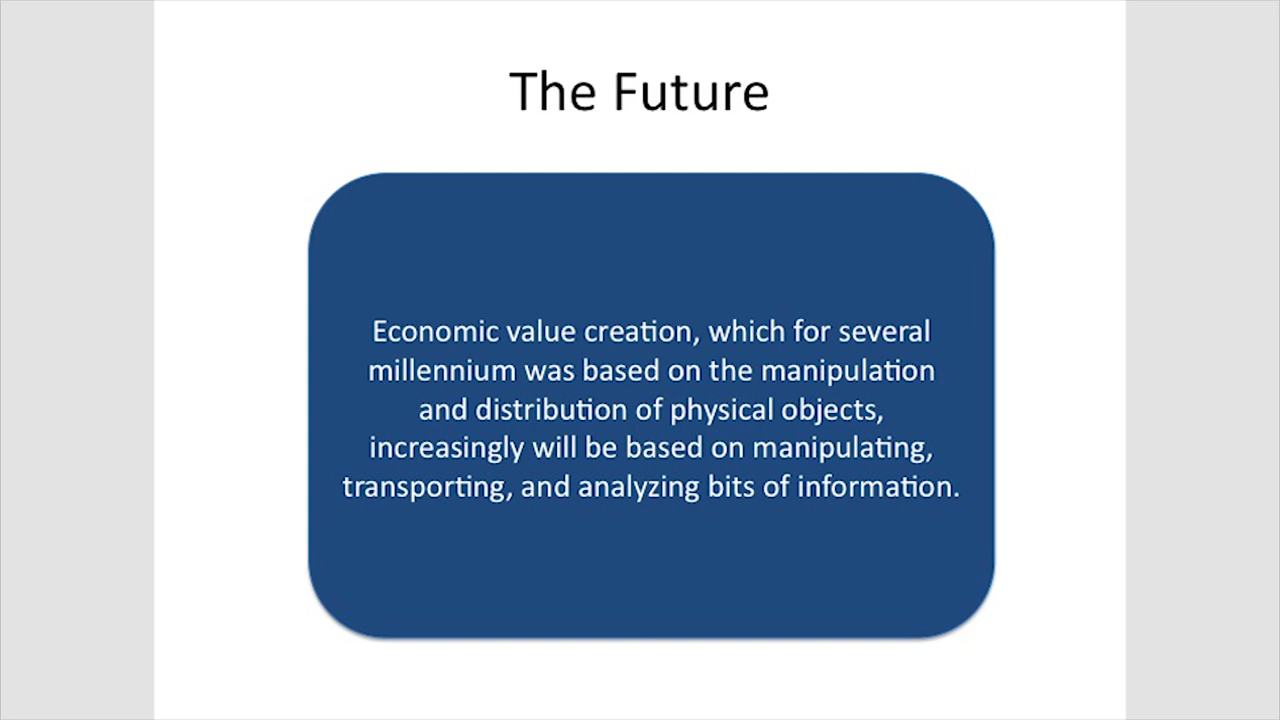 The Future
Economic value creation, which for several
millennium was based on the manipulation
and distribution of physical objects,
increasingly will be based on manipulating,
transporting, and analyzing bits of information.